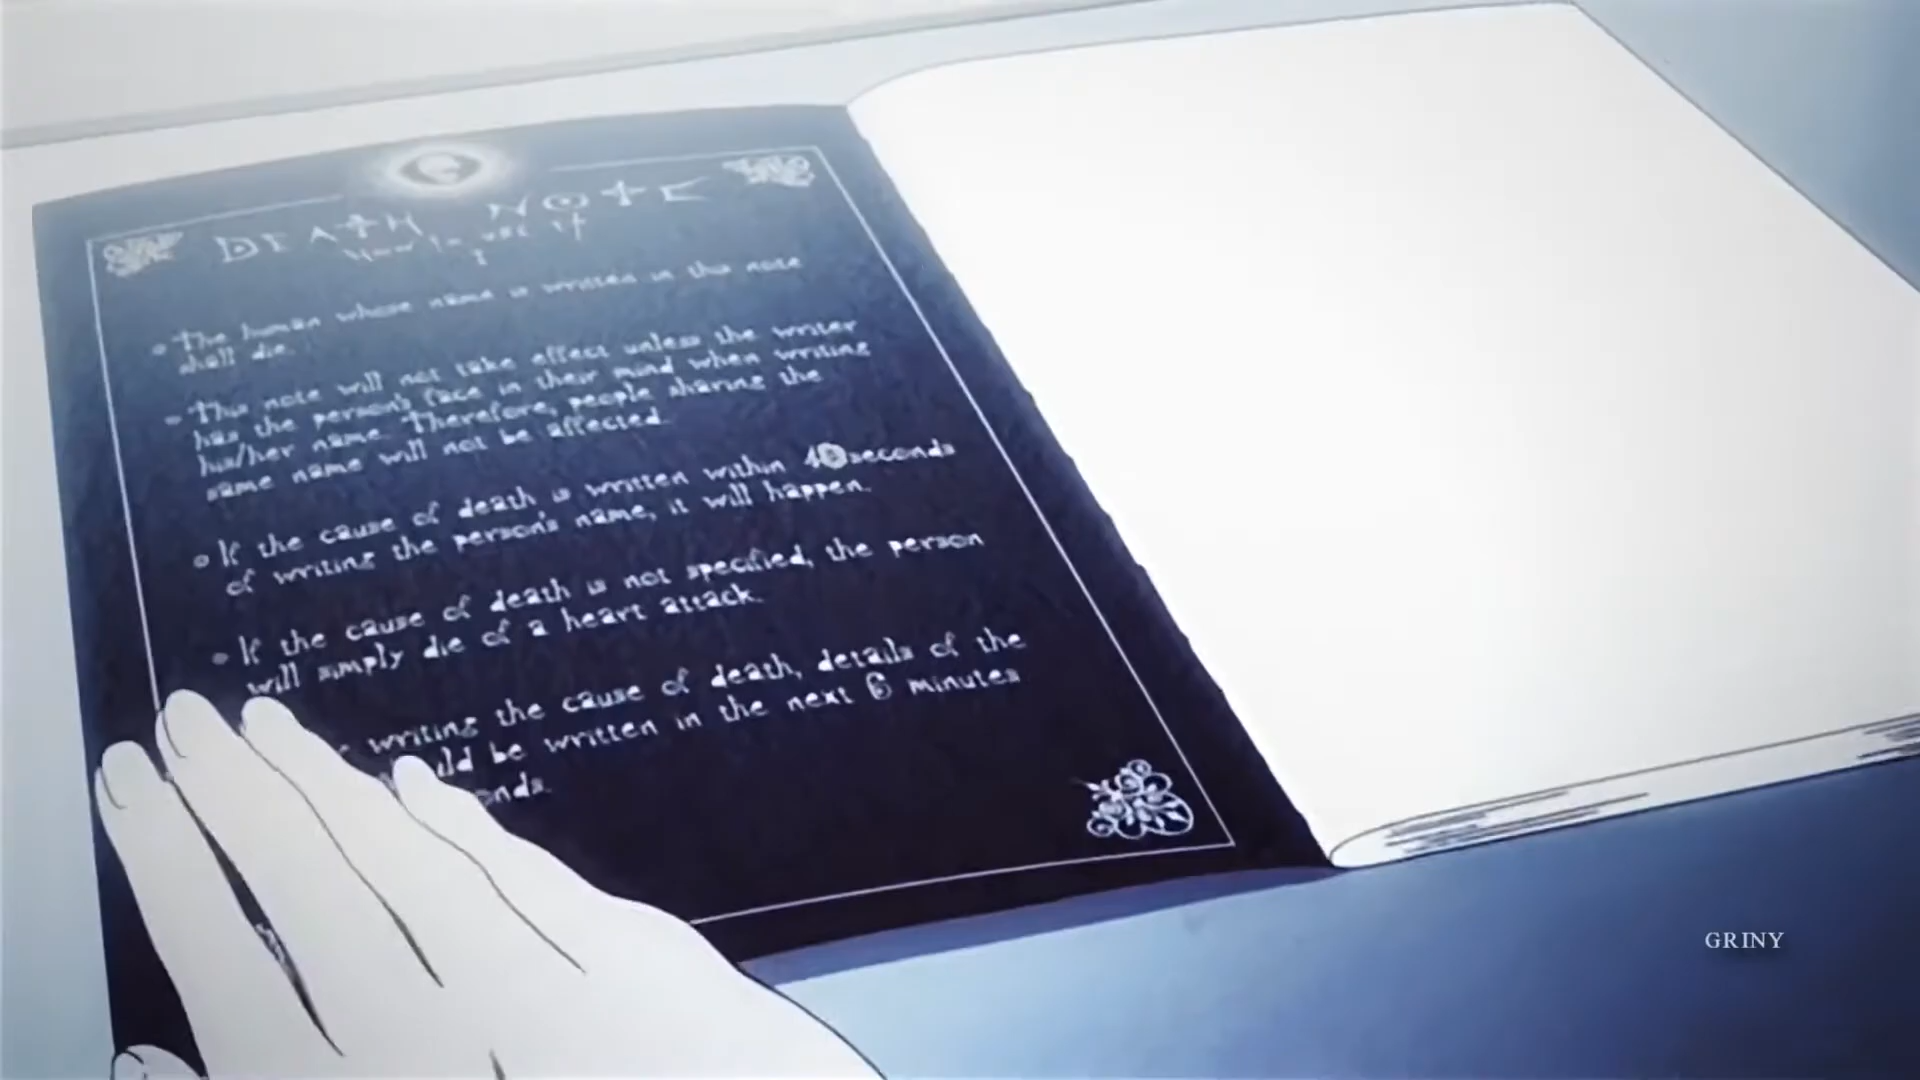 DEATH NOTE
How to use it
I
The human whose name is written in this note
shall die.
This note will not take effect unless the writer
has the person's face in their mind when writing
his/her name. Therefore, people sharing the
same name will not be affected.
If the cause of death is written within 40 seconds
of writing the person's name, it will happen.
If the cause of death is not specified, the person
will simply die of a heart attack.
writing the cause of death, details of the
be written in the next 6 minutes
GRINY